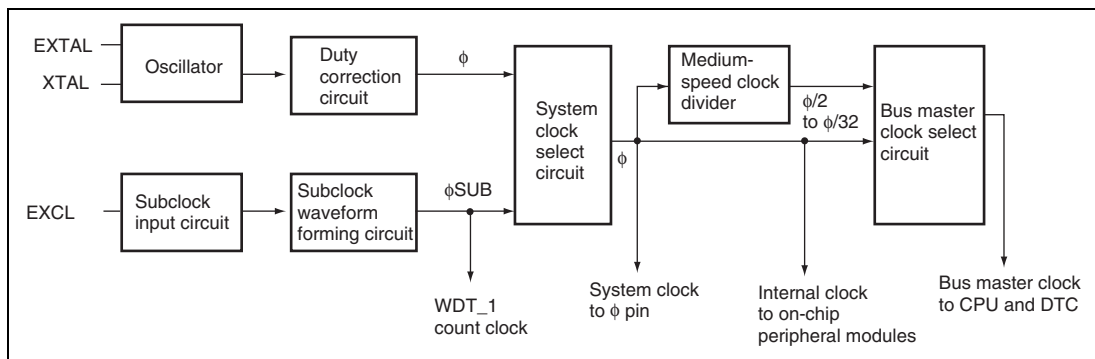 EXTAL
XTAL
Oscillator
Duty
correction
circuit
ϕ
System
clock
select
circuit
ϕ
Medium-
speed clock
divider
ϕ/2
to ϕ/32
Bus master
clock select
circuit
EXCL
Subclock
input circuit
Subclock
waveform
forming circuit
ϕSUB
WDT_1
count clock
System clock
to ϕ pin
Internal clock
to on-chip
peripheral modules
Bus master clock
to CPU and DTC